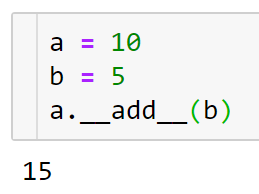 a = 10
b = 5
a.__add__(b)
15